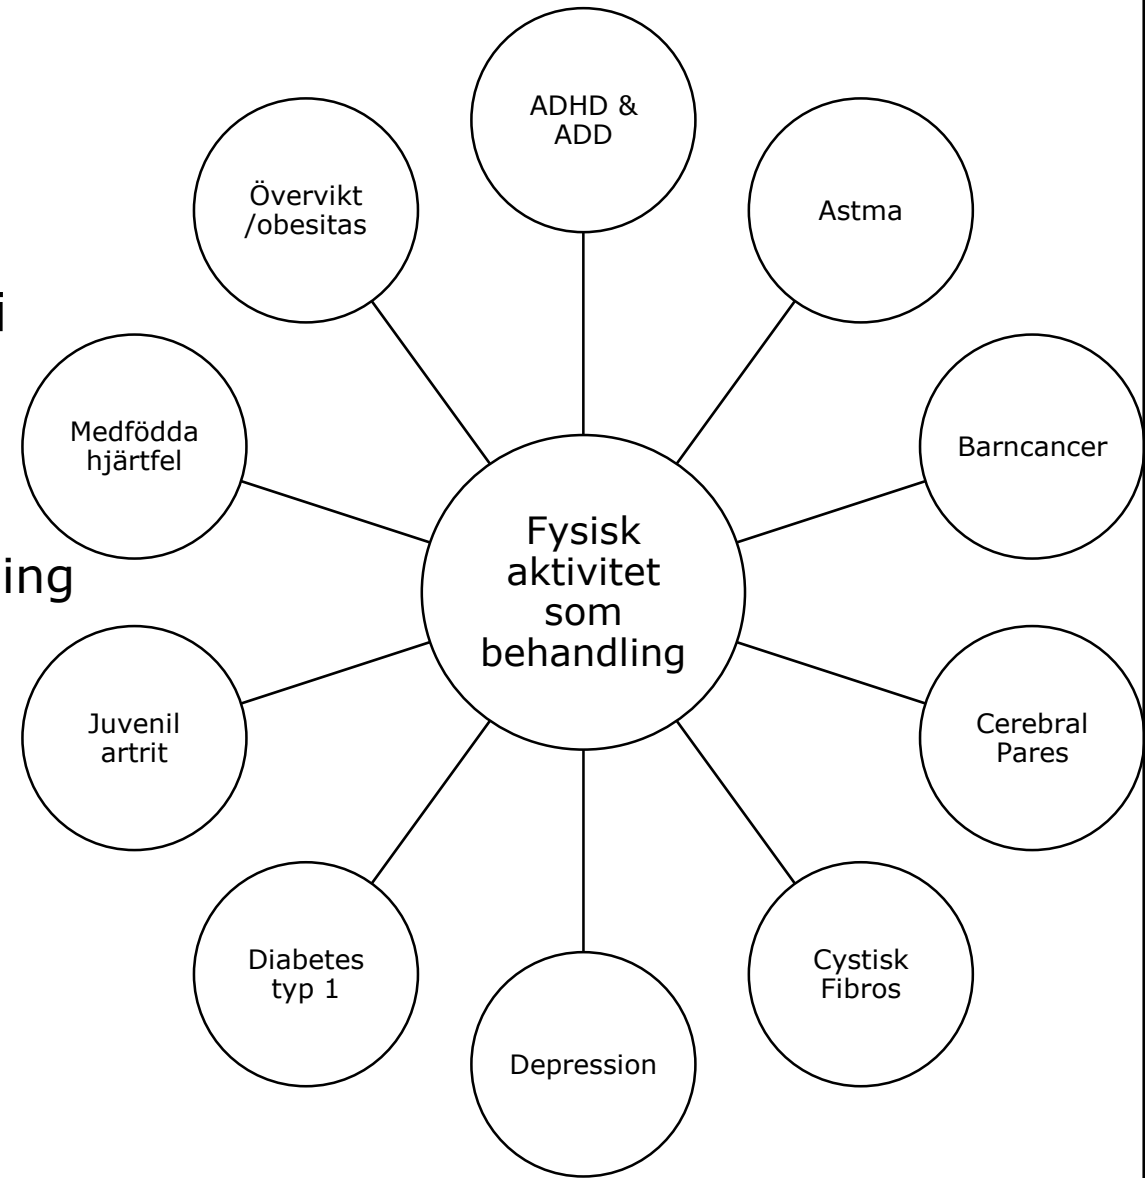 ADHD &
ADD
Övervikt
/obesitas
Astma
i
Medfödda
hjärtfel
Barncancer
Fysisk
aktivitet
som
behandling
ing
Juvenil
artrit
Cerebral
Pares
Diabetes
typ 1
Cystisk
Fibros
Depression